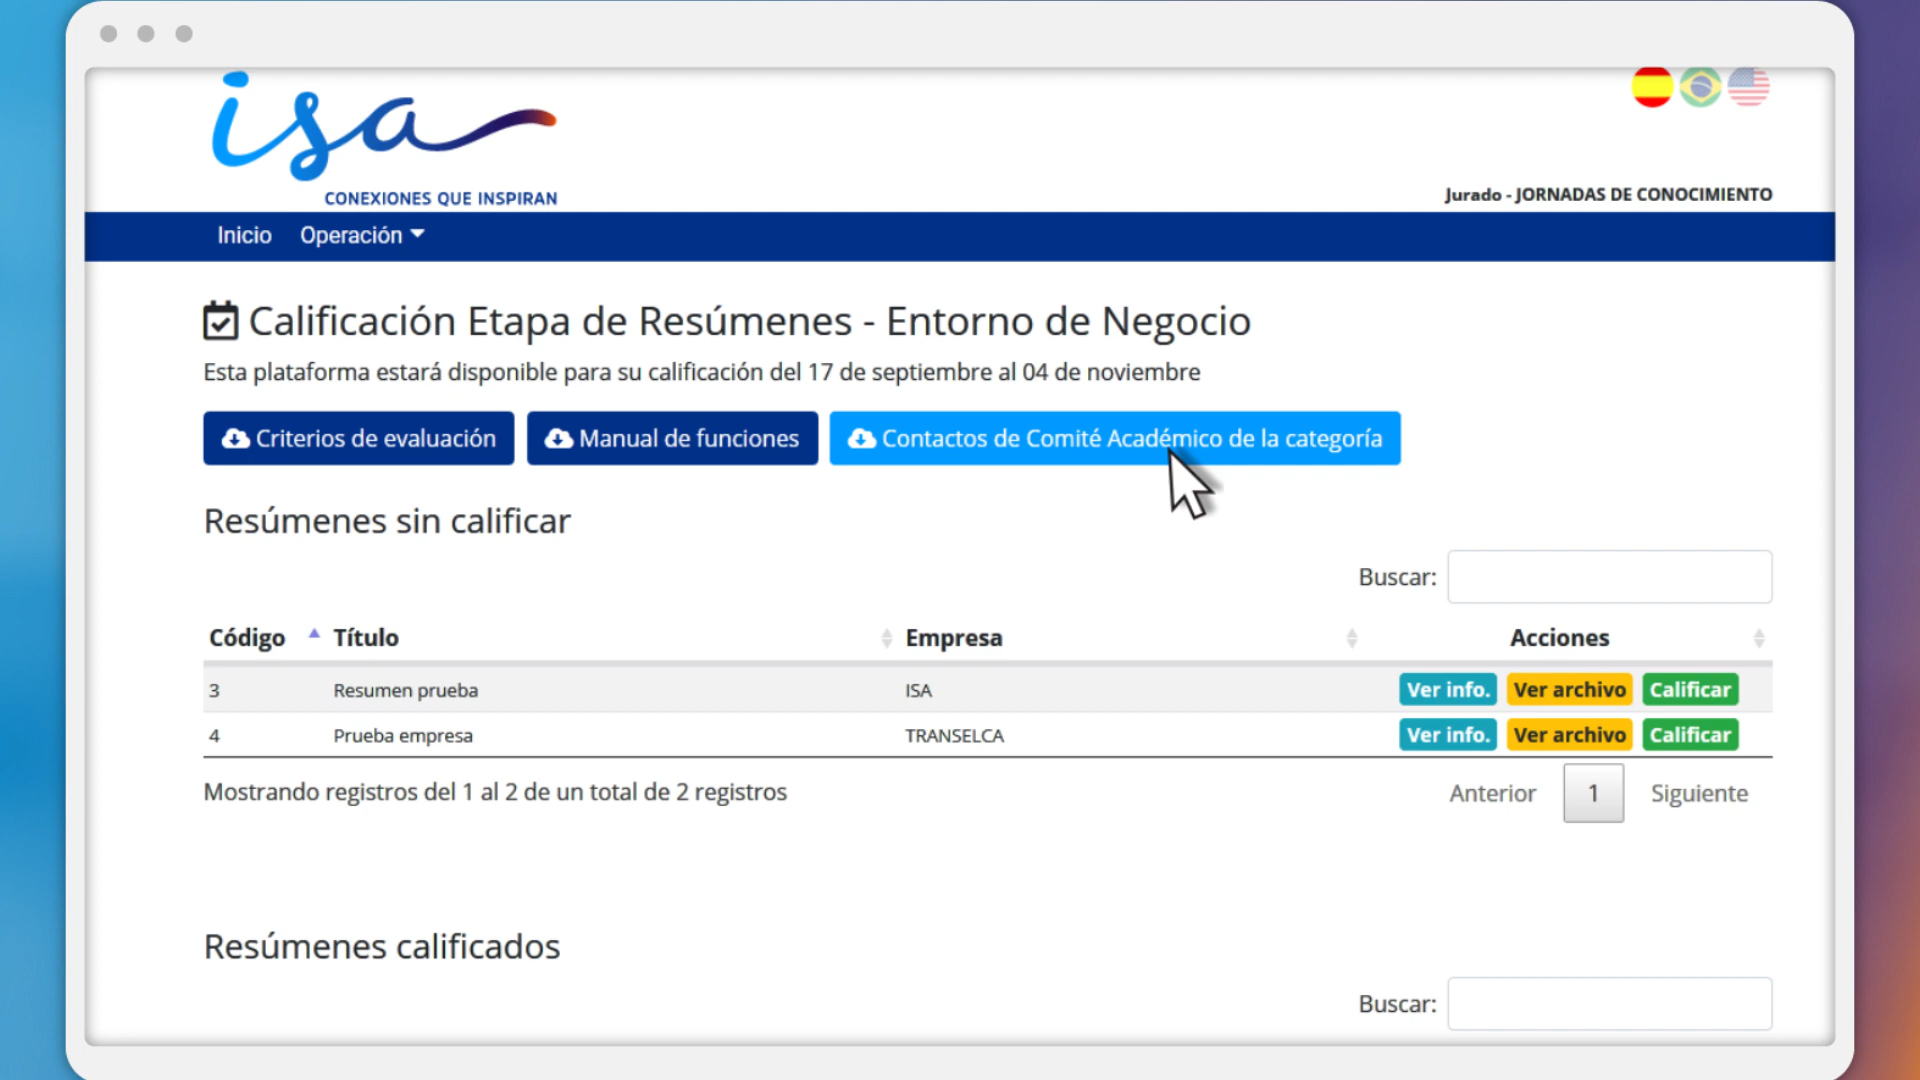 isa
CONEXIONES QUE INSPIRAN
Jurado - JORNADAS DE CONOCIMIENTO
Inicio Operación
Calificación Etapa de Resúmenes - Entorno de Negocio
Esta plataforma estará disponible para su calificación del 17 de septiembre al 04 de noviembre
Criterios de evaluación Manual de funciones Contactos de Comité Académico de la categoría
Resúmenes sin calificar
Buscar:
Código Título Empresa Acciones
3 Resumen prueba ISA Ver info. Ver archivo Calificar
4 Prueba empresa TRANSELCA Ver info. Ver archivo Calificar
Mostrando registros del 1 al 2 de un total de 2 registros Anterior 1 Siguiente
Resúmenes calificados
Buscar: